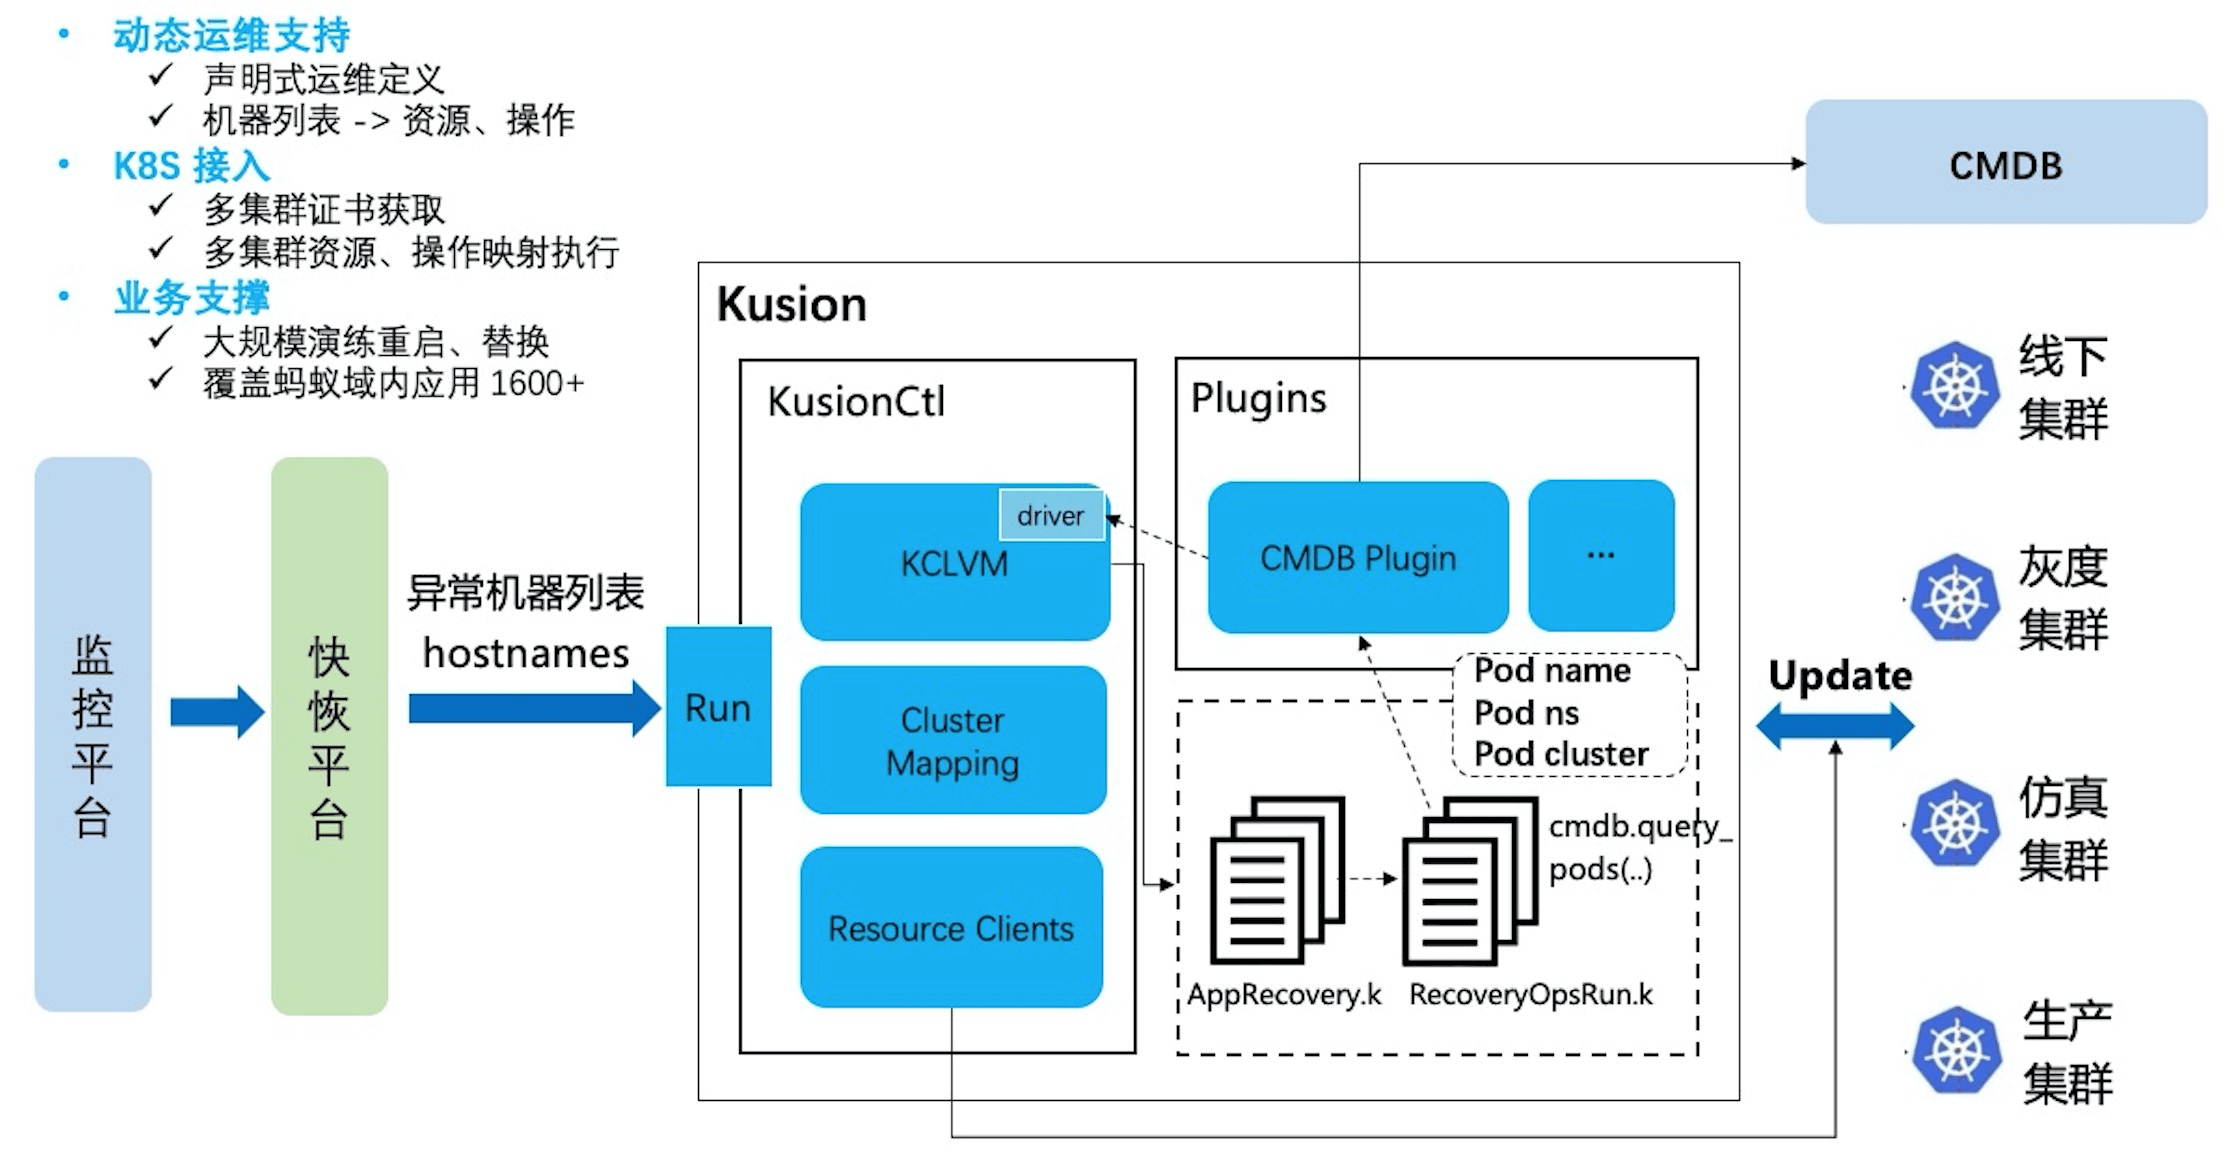 • 动态运维支持
✓ 声明式运维定义
✓ 机器列表 -> 资源、操作
• K8S 接入
✓ 多集群证书获取
✓ 多集群资源、操作映射执行
• 业务支撑
✓ 大规模演练重启、替换
✓ 覆盖蚂蚁域内应用 1600+
监控平台
快恢平台
异常机器列表
hostnames
Run
Kusion
KusionCtl
driver
KCLVM
Cluster
Mapping
Resource Clients
Plugins
CMDB Plugin
...
Pod name
Pod ns
Pod cluster
cmdb.query_
pods(..)
AppRecovery.k
RecoveryOpsRun.k
CMDB
Update
线下
集群
灰度
集群
仿真
集群
生产
集群